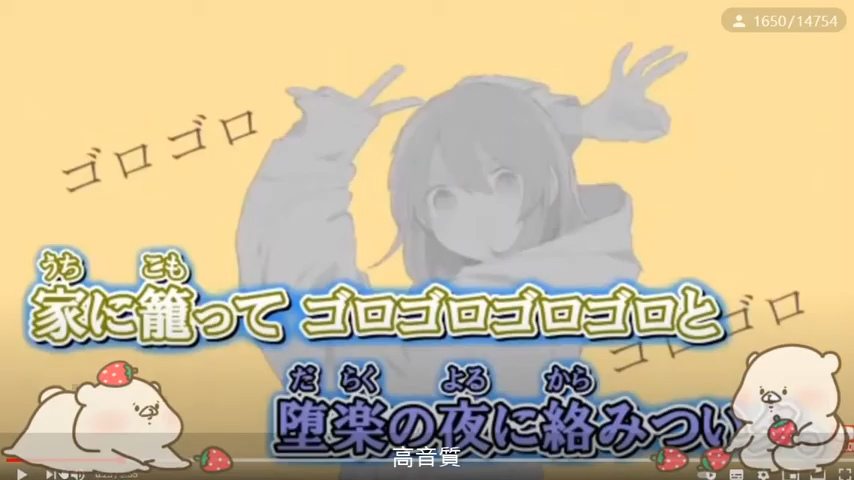 1650/14754
ゴロゴロ
うち こも
家に籠って ゴロゴロゴロゴロと
ゴロゴロ
だ らく よる から
堕楽の夜に絡みつい
高音質